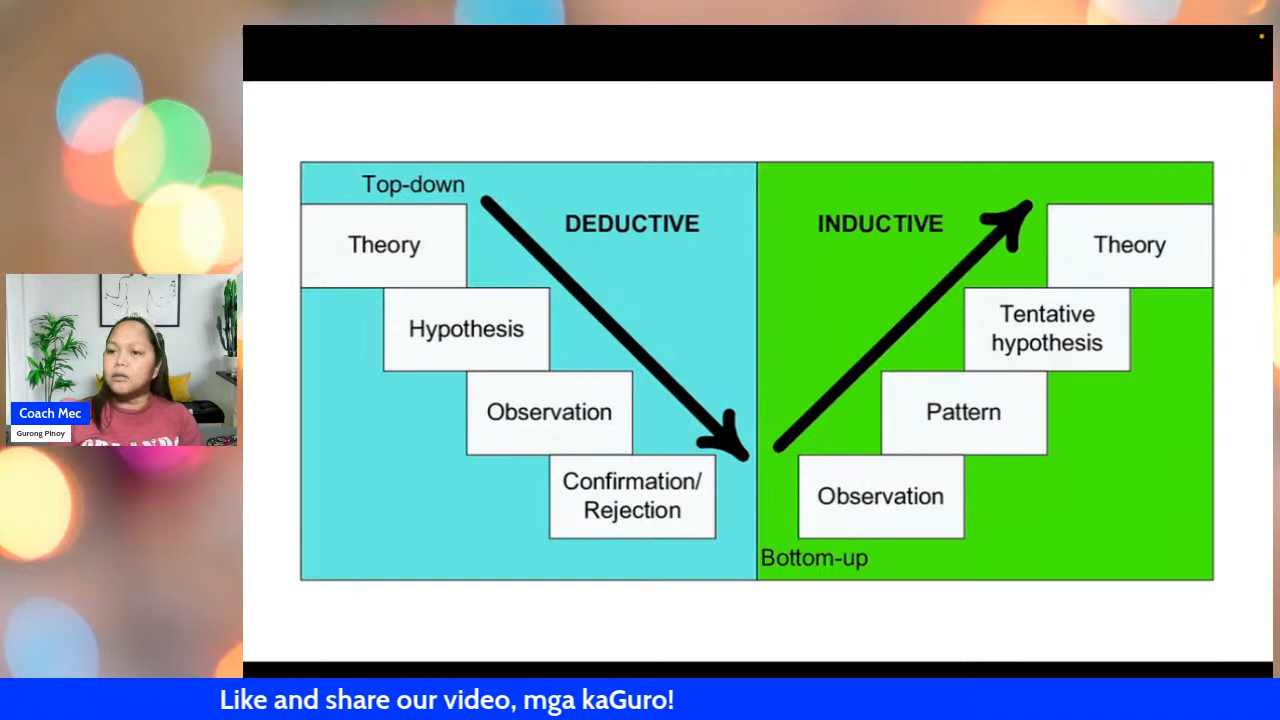 Top-down
DEDUCTIVE
Theory
Hypothesis
Observation
Confirmation/
Rejection
INDUCTIVE
Theory
Tentative
hypothesis
Pattern
Observation
Bottom-up
Coach Mec
Gurong Pinoy
Like and share our video, mga kaGuro!